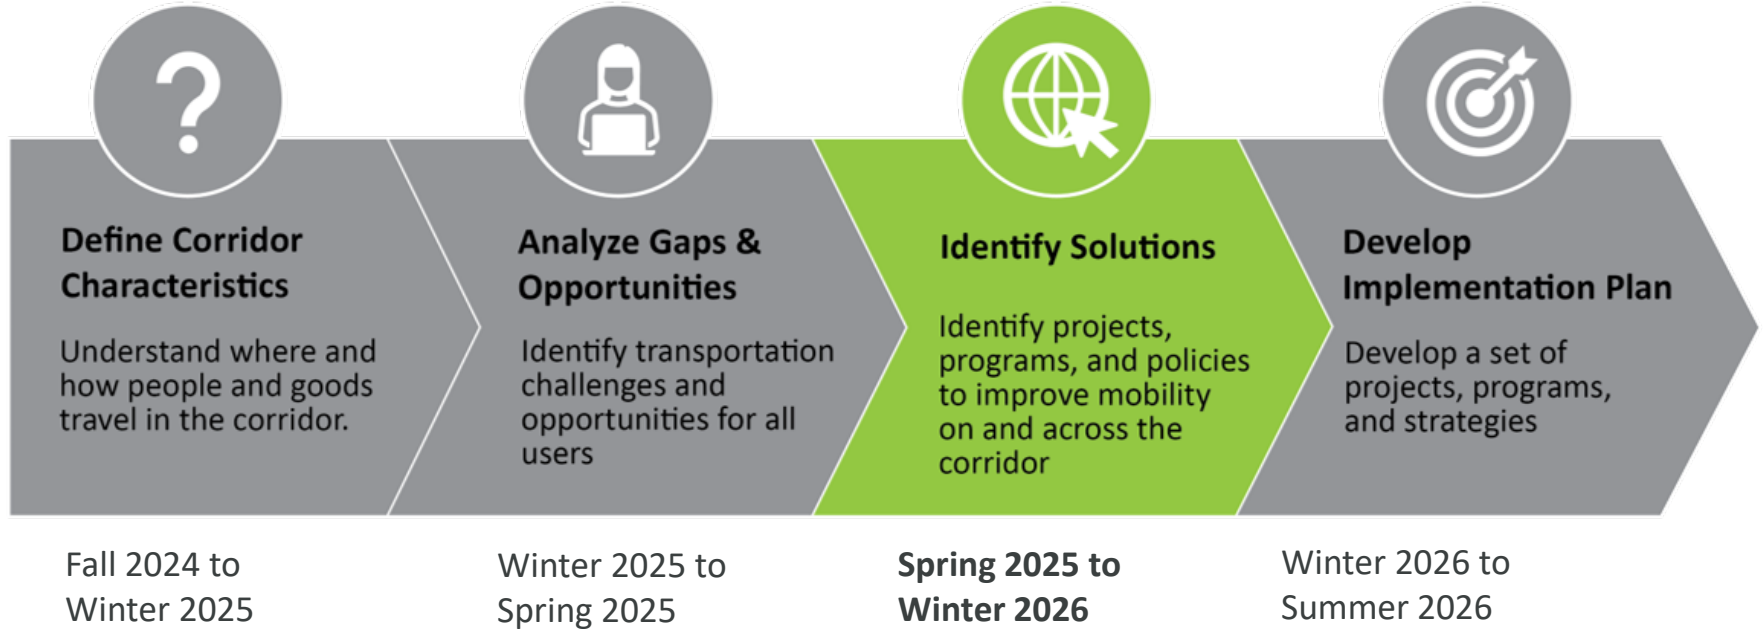 Define Corridor
Characteristics
Understand where and
how people and goods
travel in the corridor.
Fall 2024 to
Winter 2025
Analyze Gaps &
Opportunities
Identify transportation
challenges and
opportunities for all
users
Winter 2025 to
Spring 2025
Identify Solutions
Identify projects,
programs, and policies
to improve mobility
on and across the
corridor
Spring 2025 to
Winter 2026
Develop
Implementation Plan
Develop a set of
projects, programs,
and strategies
Winter 2026 to
Summer 2026